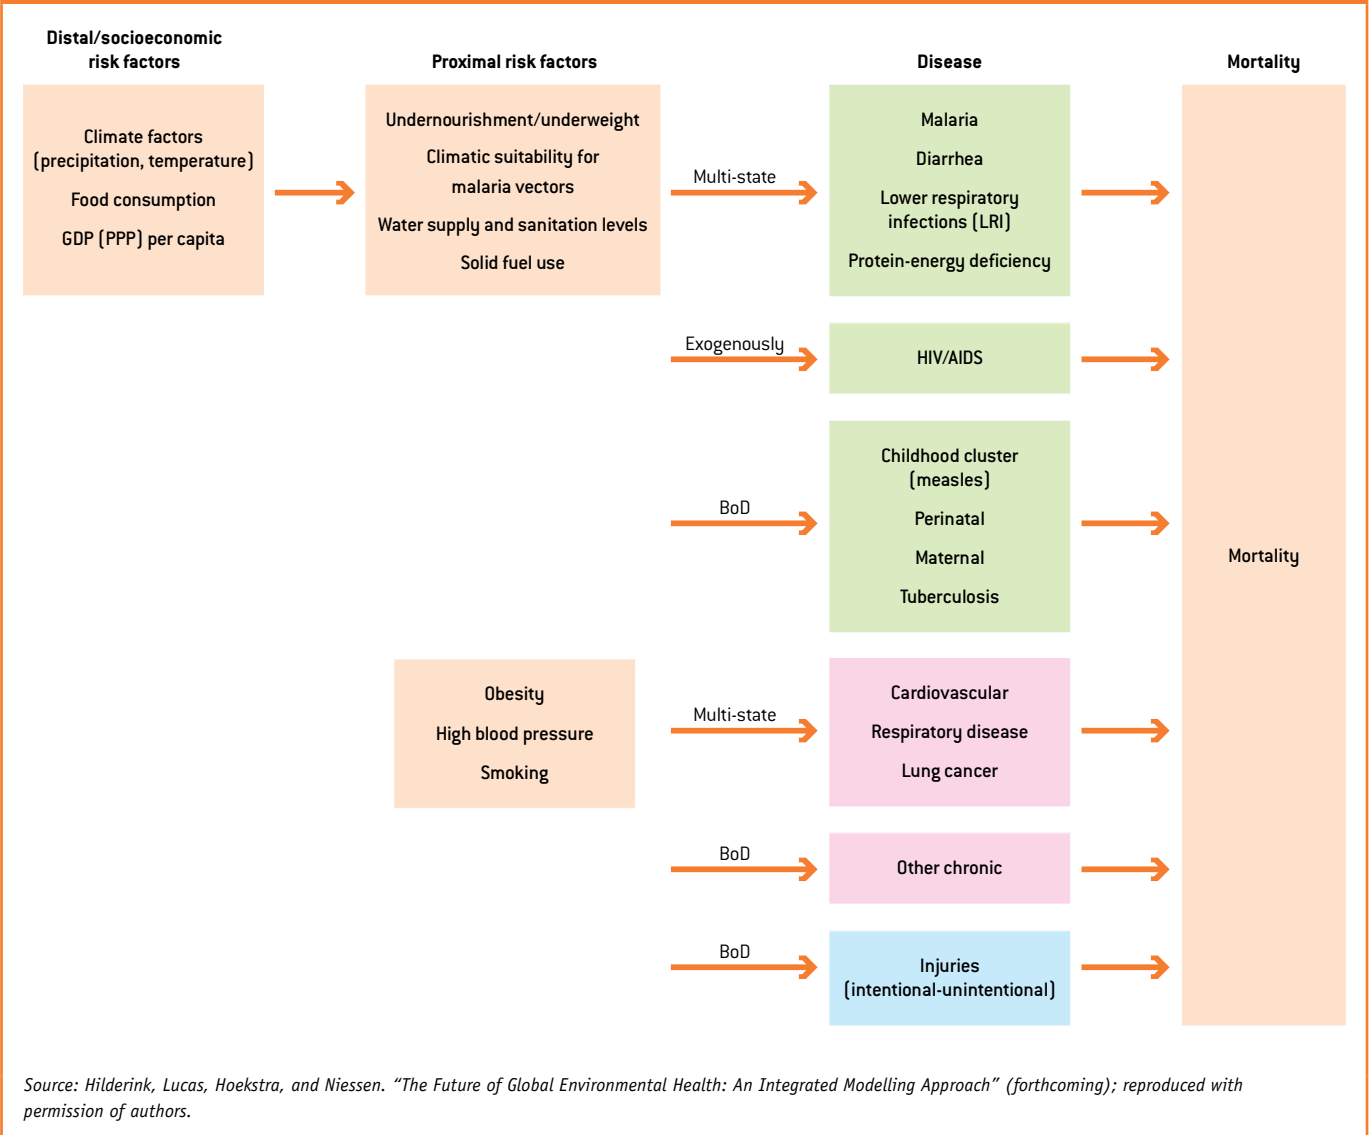 Distal/socioeconomic
risk factors
Proximal risk factors
Disease
Mortality
Climate factors
(precipitation, temperature)
Food consumption
GDP (PPP) per capita
Undernourishment/underweight
Climatic suitability for
malaria vectors
Water supply and sanitation levels
Solid fuel use
Multi-state
Malaria
Diarrhea
Lower respiratory
infections (LRI)
Protein-energy deficiency
Exogenously
HIV/AIDS
BoD
Childhood cluster
(measles)
Perinatal
Maternal
Tuberculosis
Mortality
Obesity
High blood pressure
Smoking
Multi-state
Cardiovascular
Respiratory disease
Lung cancer
BoD
Other chronic
BoD
Injuries
(intentional-unintentional)
Source: Hilderink, Lucas, Hoekstra, and Niessen. “The Future of Global Environmental Health: An Integrated Modelling Approach” (forthcoming); reproduced with
permission of authors.